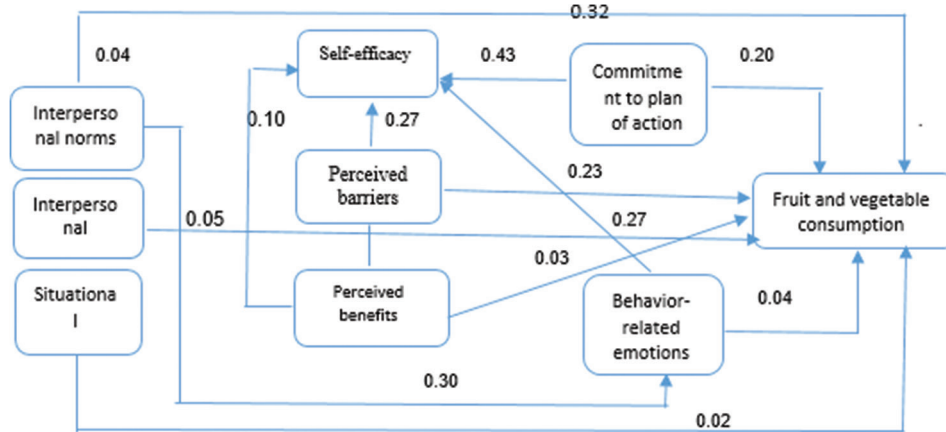 0.32
0.04
Self-efficacy
0.43
Commitme
nt to plan
of action
0.20
Interperso
nal norms
0.10
0.27
Perceived
barriers
0.23
Fruit and vegetable
consumption
Interperso
nal
0.05
0.27
0.03
Situationa
l
Perceived
benefits
Behavior-
related
emotions
0.04
0.30
0.02